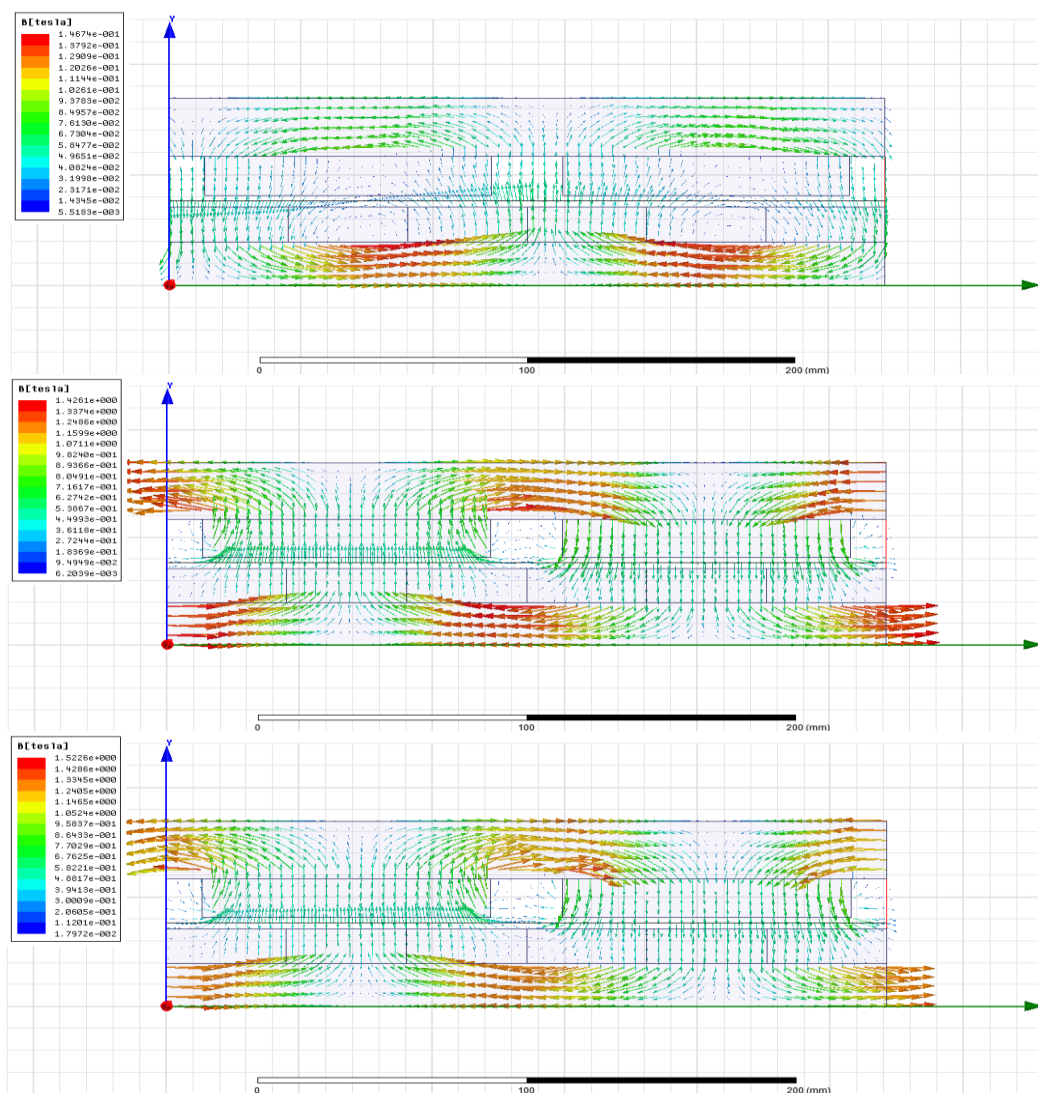 B[tesla]
1.4674e-001
1.3792e-001
1.2909e-001
1.2026e-001
1.1144e-001
1.0261e-001
9.3783e-002
8.4957e-002
7.6130e-002
6.7304e-002
5.8477e-002
4.9651e-002
4.0824e-002
3.1998e-002
2.3171e-002
1.4345e-002
5.5183e-003
Y
0 100 200 (mm)
B[tesla]
1.4261e+000
1.3374e+000
1.2486e+000
1.1599e+000
1.0711e+000
9.8240e-001
8.9366e-001
8.0491e-001
7.1617e-001
6.2742e-001
5.3867e-001
4.4993e-001
3.6118e-001
2.7244e-001
1.8369e-001
9.4949e-002
6.2039e-003
Y
0 100 200 (mm)
B[tesla]
1.5226e+000
1.4286e+000
1.3345e+000
1.2405e+000
1.1465e+000
1.0524e+000
9.5837e-001
8.6433e-001
7.7029e-001
6.7625e-001
5.8221e-001
4.8817e-001
3.9413e-001
3.0009e-001
2.0605e-001
1.1201e-001
1.7972e-002
Y
0 100 200 (mm)